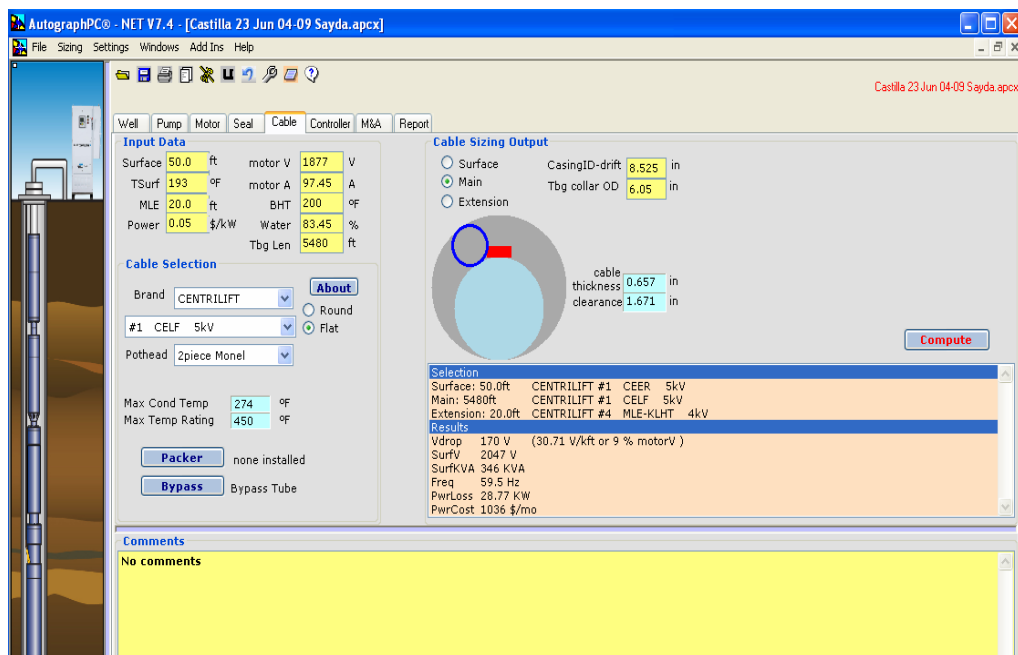 AutographPC® - NET V7.4 - [Castilla 23 Jun 04-09 Sayda.apcx]
File Sizing Settings Windows Add Ins Help
Castilla 23 Jun 04-09 Sayda.apcx
Well Pump Motor Seal Cable Controller M&A Report
Input Data
Surface 50.0 ft motor V 1877 V
TSurf 193 °F motor A 97.45 A
MLE 20.0 ft BHT 200 °F
Power 0.05 $/kW Water 83.45 %
Tbg Len 5480 ft
Cable Selection
Brand CENTRILIFT About
Round
#1 CELF 5kV Flat
Pothead 2piece Monel
Max Cond Temp 274 °F
Max Temp Rating 450 °F
Packer none installed
Bypass Bypass Tube
Cable Sizing Output
Surface CasingID-drift 8.525 in
Main Tbg collar OD 6.05 in
Extension
cable
thickness 0.657 in
clearance 1.671 in
Compute
Selection
Surface: 50.0ft CENTRILIFT #1 CEER 5kV
Main: 5480ft CENTRILIFT #1 CELF 5kV
Extension: 20.0ft CENTRILIFT #4 MLE-KLHT 4kV
Results
Vdrop 170 V (30.71 V/kft or 9 % motorV )
SurfV 2047 V
SurfKVA 346 KVA
Freq 59.5 Hz
PwrLoss 28.77 KW
PwrCost 1036 $/mo
Comments
No comments